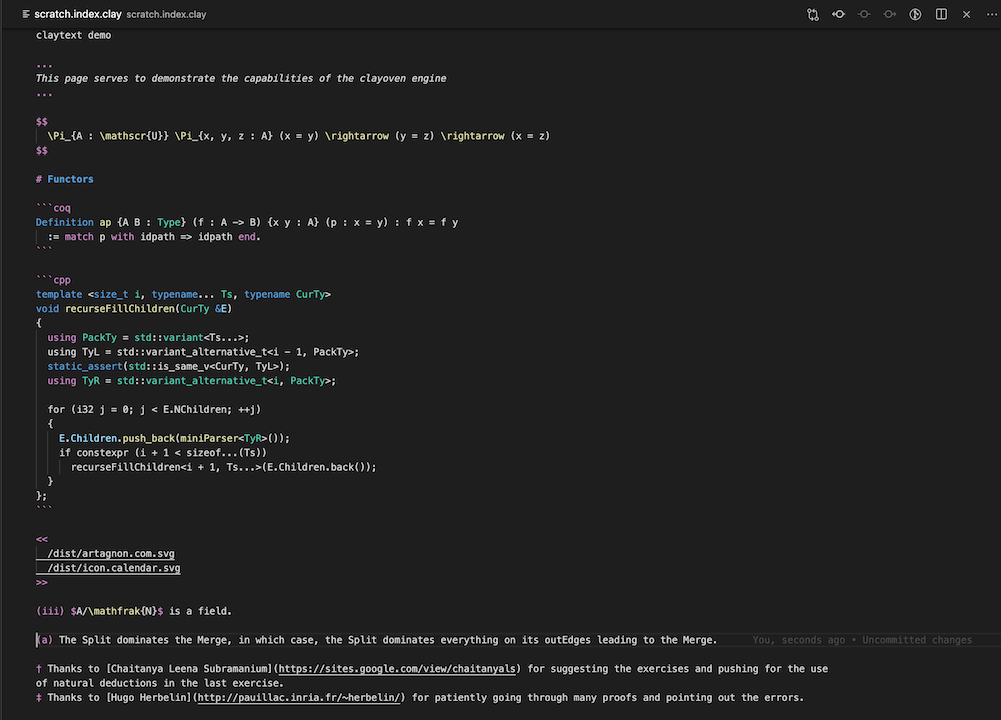 scratch.index.clay scratch.index.clay
claytext demo
...
This page serves to demonstrate the capabilities of the clayoven engine
...
$$
\Pi_{A : \mathscr{U}} \Pi_{x, y, z : A} (x = y) \rightarrow (y = z) \rightarrow (x = z)
$$
# Functors
```coq
Definition ap {A B : Type} (f : A -> B) {x y : A} (p : x = y) : f x = f y
:= match p with idpath => idpath end.
```
```cpp
template <size_t i, typename... Ts, typename CurTy>
void recurseFillChildren(CurTy &E)
{
using PackTy = std::variant<Ts...>;
using TyL = std::variant_alternative_t<i - 1, PackTy>;
static_assert(std::is_same_v<CurTy, TyL>);
using TyR = std::variant_alternative_t<i, PackTy>;
for (i32 j = 0; j < E.NChildren; ++j)
{
E.Children.push_back(miniParser<TyR>());
if constexpr (i + 1 < sizeof...(Ts))
recurseFillChildren<i + 1, Ts...>(E.Children.back());
}
};
```
<<
/dist/artagnon.com.svg
/dist/icon.calendar.svg
>>
(iii) $A/\mathfrak{N}$ is a field.
(a) The Split dominates the Merge, in which case, the Split dominates everything on its outEdges leading to the Merge. You, seconds ago • Uncommitted changes
† Thanks to [Chaitanya Leena Subramanium](https://sites.google.com/view/chaitanyals) for suggesting the exercises and pushing for the use
of natural deductions in the last exercise.
‡ Thanks to [Hugo Herbelin](http://pauillac.inria.fr/~herbelin/) for patiently going through many proofs and pointing out the errors.